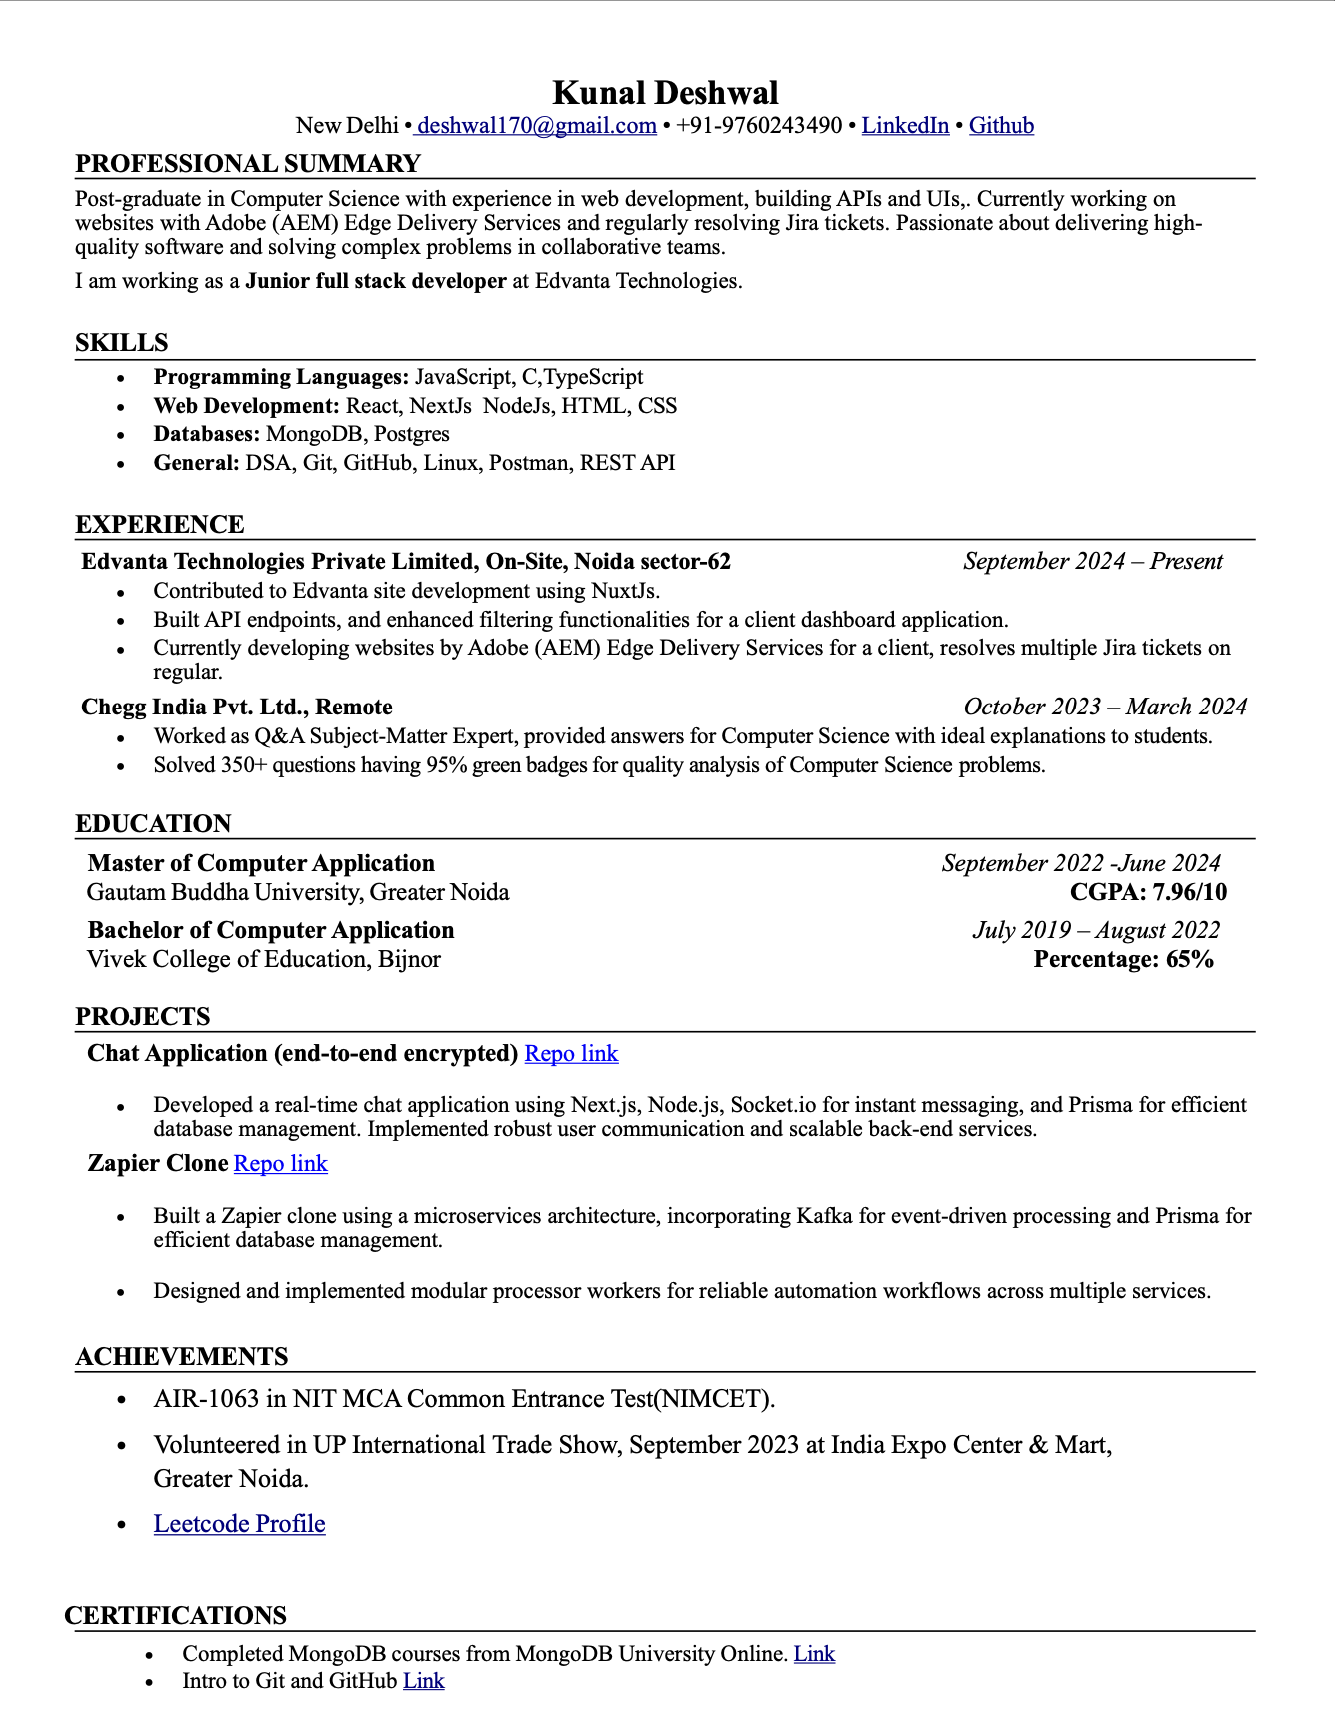 Kunal Deshwal
New Delhi • deshwal170@gmail.com • +91-9760243490 • LinkedIn • Github
PROFESSIONAL SUMMARY
Post-graduate in Computer Science with experience in web development, building APIs and UIs,. Currently working on
websites with Adobe (AEM) Edge Delivery Services and regularly resolving Jira tickets. Passionate about delivering high-
quality software and solving complex problems in collaborative teams.
I am working as a Junior full stack developer at Edvanta Technologies.
SKILLS
• Programming Languages: JavaScript, C,TypeScript
• Web Development: React, NextJs  NodeJs, HTML, CSS
• Databases: MongoDB, Postgres
• General: DSA, Git, GitHub, Linux, Postman, REST API
EXPERIENCE
Edvanta Technologies Private Limited, On-Site, Noida sector-62 September 2024 – Present
• Contributed to Edvanta site development using NuxtJs.
• Built API endpoints, and enhanced filtering functionalities for a client dashboard application.
• Currently developing websites by Adobe (AEM) Edge Delivery Services for a client, resolves multiple Jira tickets on
regular.
Chegg India Pvt. Ltd., Remote October 2023 – March 2024
• Worked as Q&A Subject-Matter Expert, provided answers for Computer Science with ideal explanations to students.
• Solved 350+ questions having 95% green badges for quality analysis of Computer Science problems.
EDUCATION
Master of Computer Application September 2022 -June 2024
Gautam Buddha University, Greater Noida CGPA: 7.96/10
Bachelor of Computer Application July 2019 – August 2022
Vivek College of Education, Bijnor Percentage: 65%
PROJECTS
Chat Application (end-to-end encrypted) Repo link
• Developed a real-time chat application using Next.js, Node.js, Socket.io for instant messaging, and Prisma for efficient
database management. Implemented robust user communication and scalable back-end services.
Zapier Clone Repo link
• Built a Zapier clone using a microservices architecture, incorporating Kafka for event-driven processing and Prisma for
efficient database management.
• Designed and implemented modular processor workers for reliable automation workflows across multiple services.
ACHIEVEMENTS
• AIR-1063 in NIT MCA Common Entrance Test(NIMCET).
• Volunteered in UP International Trade Show, September 2023 at India Expo Center & Mart,
Greater Noida.
• Leetcode Profile
CERTIFICATIONS
• Completed MongoDB courses from MongoDB University Online. Link
• Intro to Git and GitHub Link